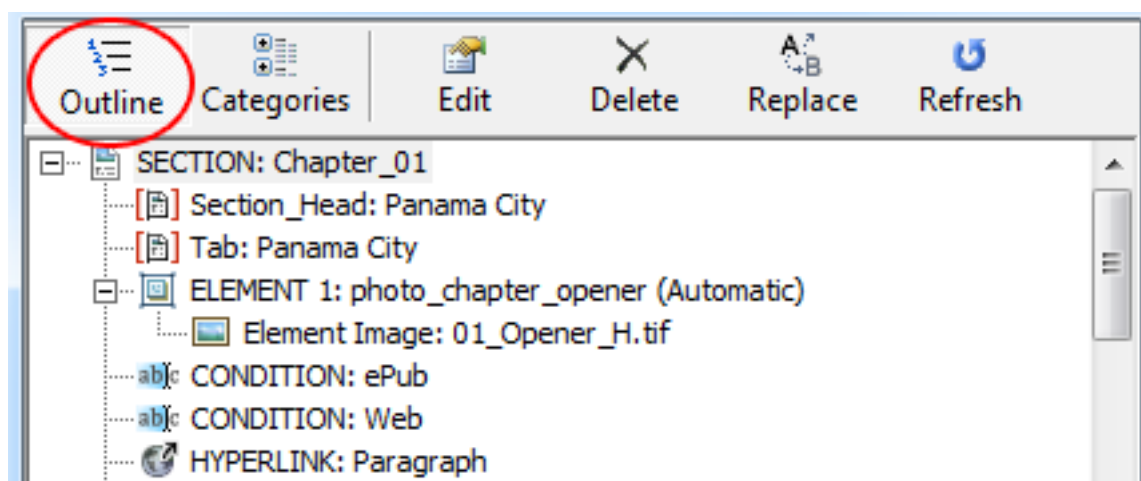 Outline Categories Edit Delete Replace Refresh
SECTION: Chapter_01
Section_Head: Panama City
Tab: Panama City
ELEMENT 1: photo_chapter_opener (Automatic)
Element Image: 01_Opener_H.tif
CONDITION: ePub
CONDITION: Web
HYPERLINK: Paragraph